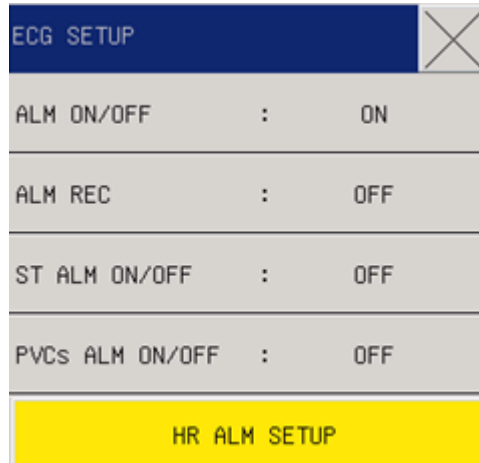 ECG SETUP
ALM ON/OFF : ON
ALM REC : OFF
ST ALM ON/OFF : OFF
PVCs ALM ON/OFF : OFF
HR ALM SETUP